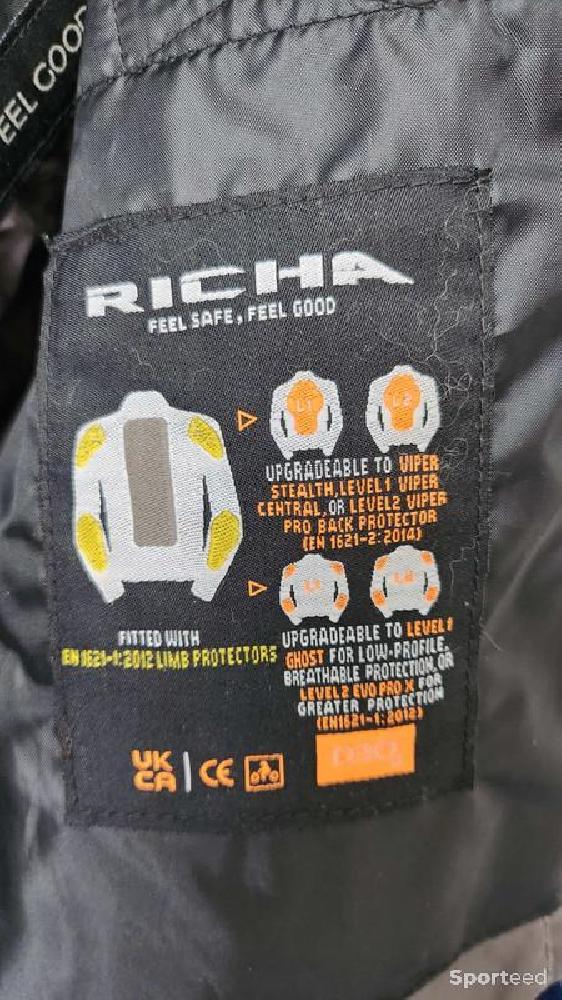 EEL GOOD
RICHA
FEEL SAFE, FEEL GOOD
L1
L2
UPGRADEABLE TO VIPER
STEALTH, LEVEL 1 VIPER
CENTRAL, OR LEVEL2 VIPER
PRO BACK PROTECTOR
(EN 1621-2:2014)
L1
L2
FITTED WITH
EN 1621-1:2012 LIMB PROTECTORS
UPGRADEABLE TO LEVEL 1
GHOST FOR LOW-PROFILE,
BREATHABLE PROTECTION, OR
LEVEL 2 EVO PRO X FOR
GREATER PROTECTION
(EN1621-1:2012)
UK
CA
CE
D3O
Sporteed